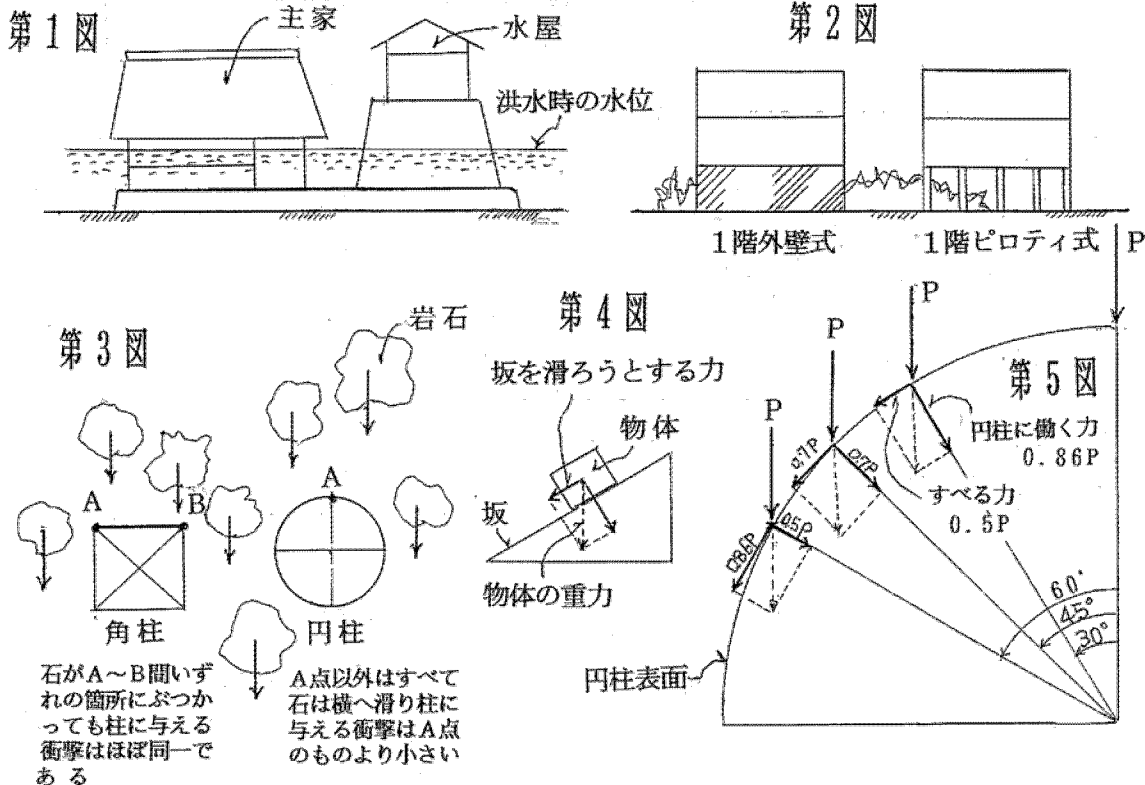 第1図
主家
水屋
洪水時の水位
第2図
1階外壁式
1階ピロティ式
第3図
岩石
A
B
A
角柱
円柱
石がA～B間いず
れの箇所にぶつか
っても柱に与える
衝撃はほぼ同一で
ある
A点以外はすべて
石は横へ滑り柱に
与える衝撃はA点
のものより小さい
第4図
坂を滑ろうとする力
物体
坂
物体の重力
第5図
P
P
P
P
円柱に働く力
0.86P
すべる力
0.5P
0.7P
0.7P
0.5P
0.86P
60°
45°
30°
円柱表面